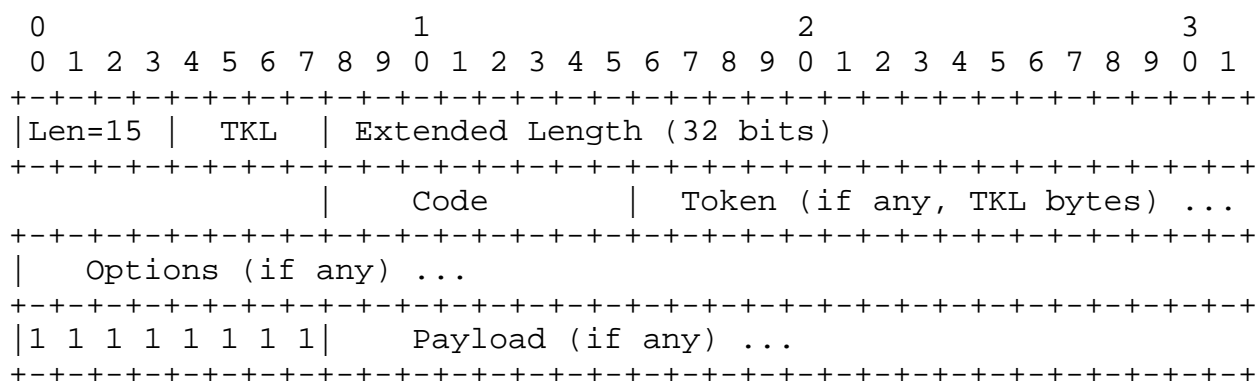 0                   1                   2                   3
 0 1 2 3 4 5 6 7 8 9 0 1 2 3 4 5 6 7 8 9 0 1 2 3 4 5 6 7 8 9 0 1
+-+-+-+-+-+-+-+-+-+-+-+-+-+-+-+-+-+-+-+-+-+-+-+-+-+-+-+-+-+-+-+-+
|Len=15 |  TKL  | Extended Length (32 bits)
+-+-+-+-+-+-+-+-+-+-+-+-+-+-+-+-+-+-+-+-+-+-+-+-+-+-+-+-+-+-+-+-+
                |    Code       |  Token (if any, TKL bytes) ...
+-+-+-+-+-+-+-+-+-+-+-+-+-+-+-+-+-+-+-+-+-+-+-+-+-+-+-+-+-+-+-+-+
|   Options (if any) ...
+-+-+-+-+-+-+-+-+-+-+-+-+-+-+-+-+-+-+-+-+-+-+-+-+-+-+-+-+-+-+-+-+
|1 1 1 1 1 1 1 1|    Payload (if any) ...
+-+-+-+-+-+-+-+-+-+-+-+-+-+-+-+-+-+-+-+-+-+-+-+-+-+-+-+-+-+-+-+-+